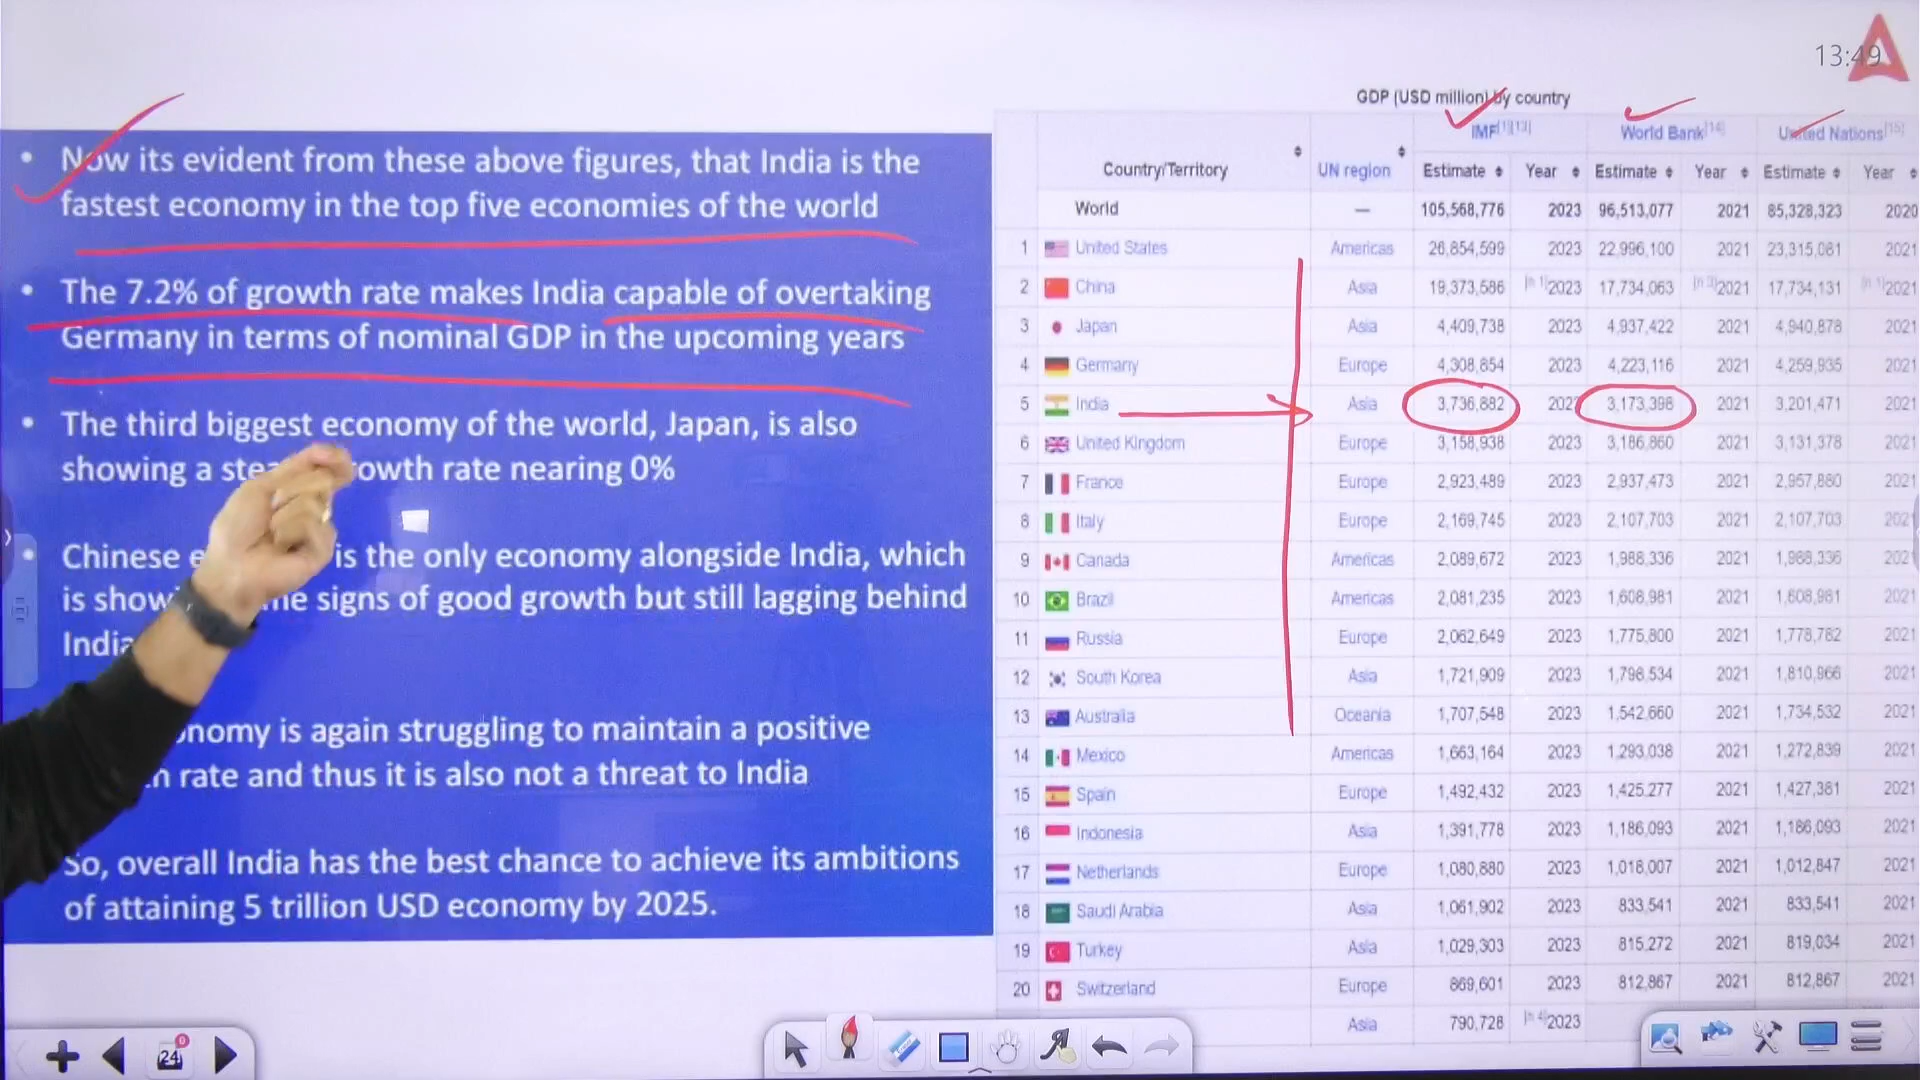 13:49
• Now its evident from these above figures, that India is the
fastest economy in the top five economies of the world
• The 7.2% of growth rate makes India capable of overtaking
Germany in terms of nominal GDP in the upcoming years
• The third biggest economy of the world, Japan, is also
showing a growth rate nearing 0%
• Chinese is the only economy alongside India, which
is signs of good growth but still lagging behind
India
is again struggling to maintain a positive
rate and thus it is also not a threat to India
So, overall India has the best chance to achieve its ambitions
of attaining 5 trillion USD economy by 2025.
GDP (USD million) by country
IMF[1][13] World Bank[14] United Nations[15]
Country/Territory UN region Estimate Year Estimate Year Estimate Year
World — 105,568,776 2023 96,513,077 2021 85,328,323 2020
1 United States Americas 26,854,599 2023 22,996,100 2021 23,315,081 2021
2 China Asia 19,373,586 [n 1]2023 17,734,063 [n 3]2021 17,734,131 [n 1]2021
3 Japan Asia 4,409,738 2023 4,937,422 2021 4,940,878 2021
4 Germany Europe 4,308,854 2023 4,223,116 2021 4,259,935 2021
5 India Asia 3,736,882 2023 3,173,398 2021 3,201,471 2021
6 United Kingdom Europe 3,158,938 2023 3,186,860 2021 3,131,378 2021
7 France Europe 2,923,489 2023 2,937,473 2021 2,957,880 2021
8 Italy Europe 2,169,745 2023 2,107,703 2021 2,107,703 2021
9 Canada Americas 2,089,672 2023 1,988,336 2021 1,988,336 2021
10 Brazil Americas 2,081,235 2023 1,608,981 2021 1,608,981 2021
11 Russia Europe 2,062,649 2023 1,775,800 2021 1,778,782 2021
12 South Korea Asia 1,721,909 2023 1,798,534 2021 1,810,966 2021
13 Australia Oceania 1,707,548 2023 1,542,660 2021 1,734,532 2021
14 Mexico Americas 1,663,164 2023 1,293,038 2021 1,272,839 2021
15 Spain Europe 1,492,432 2023 1,425,277 2021 1,427,381 2021
16 Indonesia Asia 1,391,778 2023 1,186,093 2021 1,186,093 2021
17 Netherlands Europe 1,080,880 2023 1,018,007 2021 1,012,847 2021
18 Saudi Arabia Asia 1,061,902 2023 833,541 2021 833,541 2021
19 Turkey Asia 1,029,303 2023 815,272 2021 819,034 2021
20 Switzerland Europe 869,601 2023 812,867 2021 812,867 2021
Asia 790,728 [n 4]2023
24
0